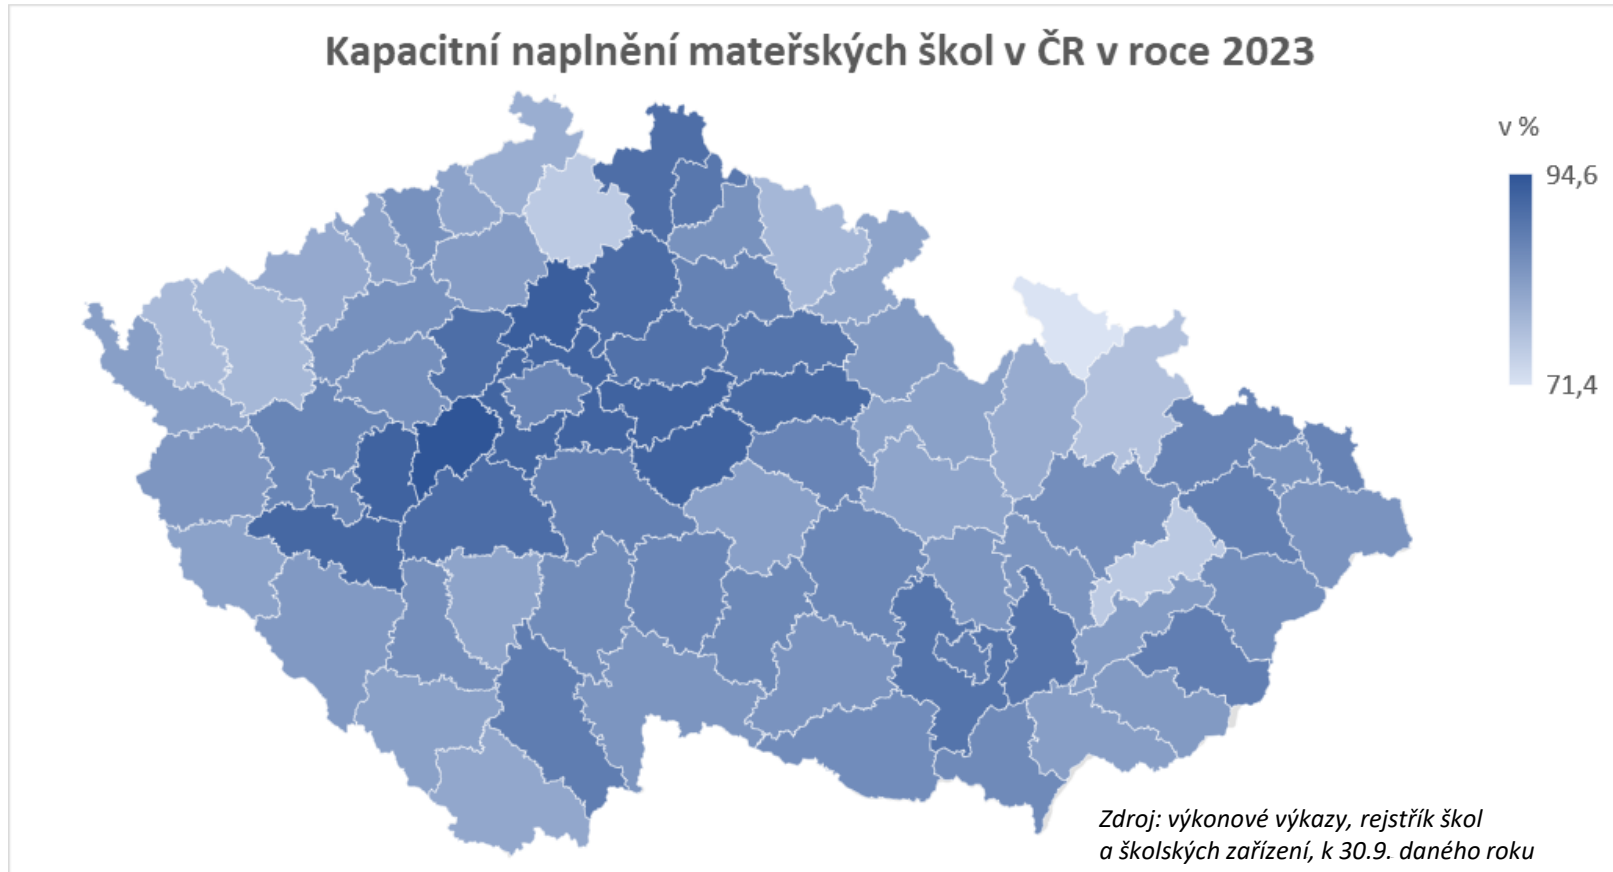 Kapacitní naplnění mateřských škol v ČR v roce 2023
v %
94,6
71,4
Zdroj: výkonové výkazy, rejstřík škol
a školských zařízení, k 30.9. daného roku